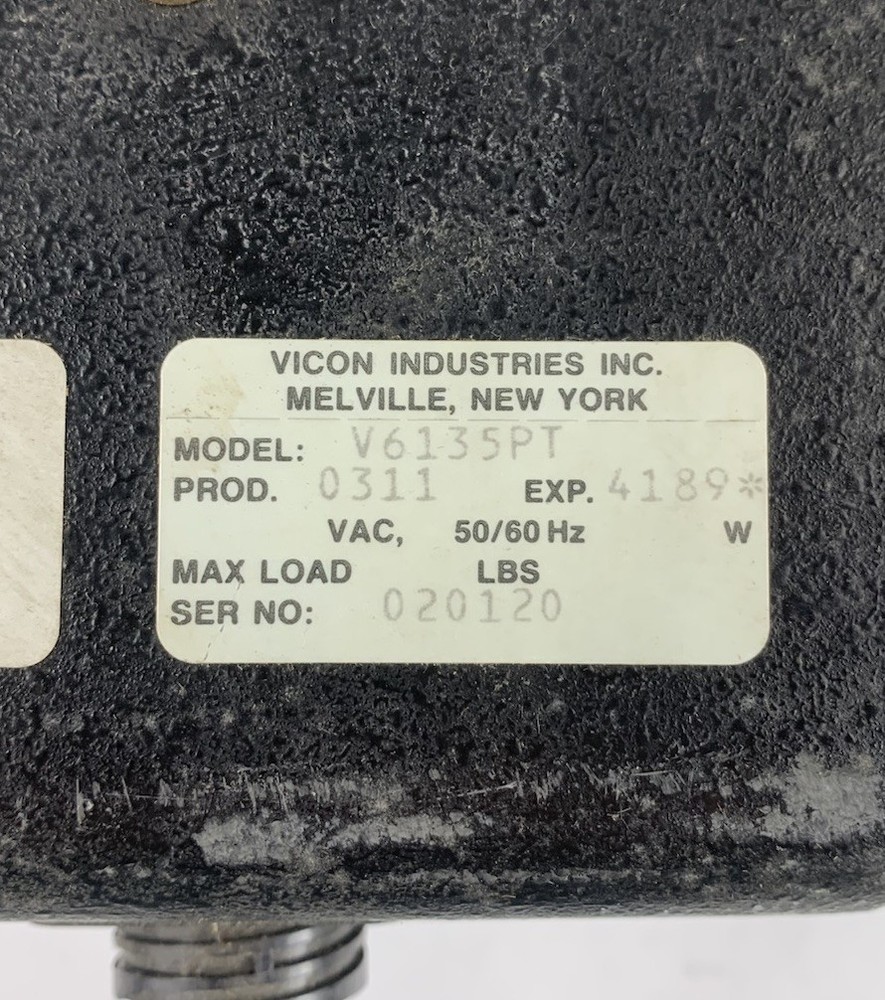 VICON INDUSTRIES INC.
MELVILLE, NEW YORK
MODEL: V6135PT
PROD. 0311 EXP. 4189*
VAC, 50/60 Hz W
MAX LOAD LBS
SER NO: 020120